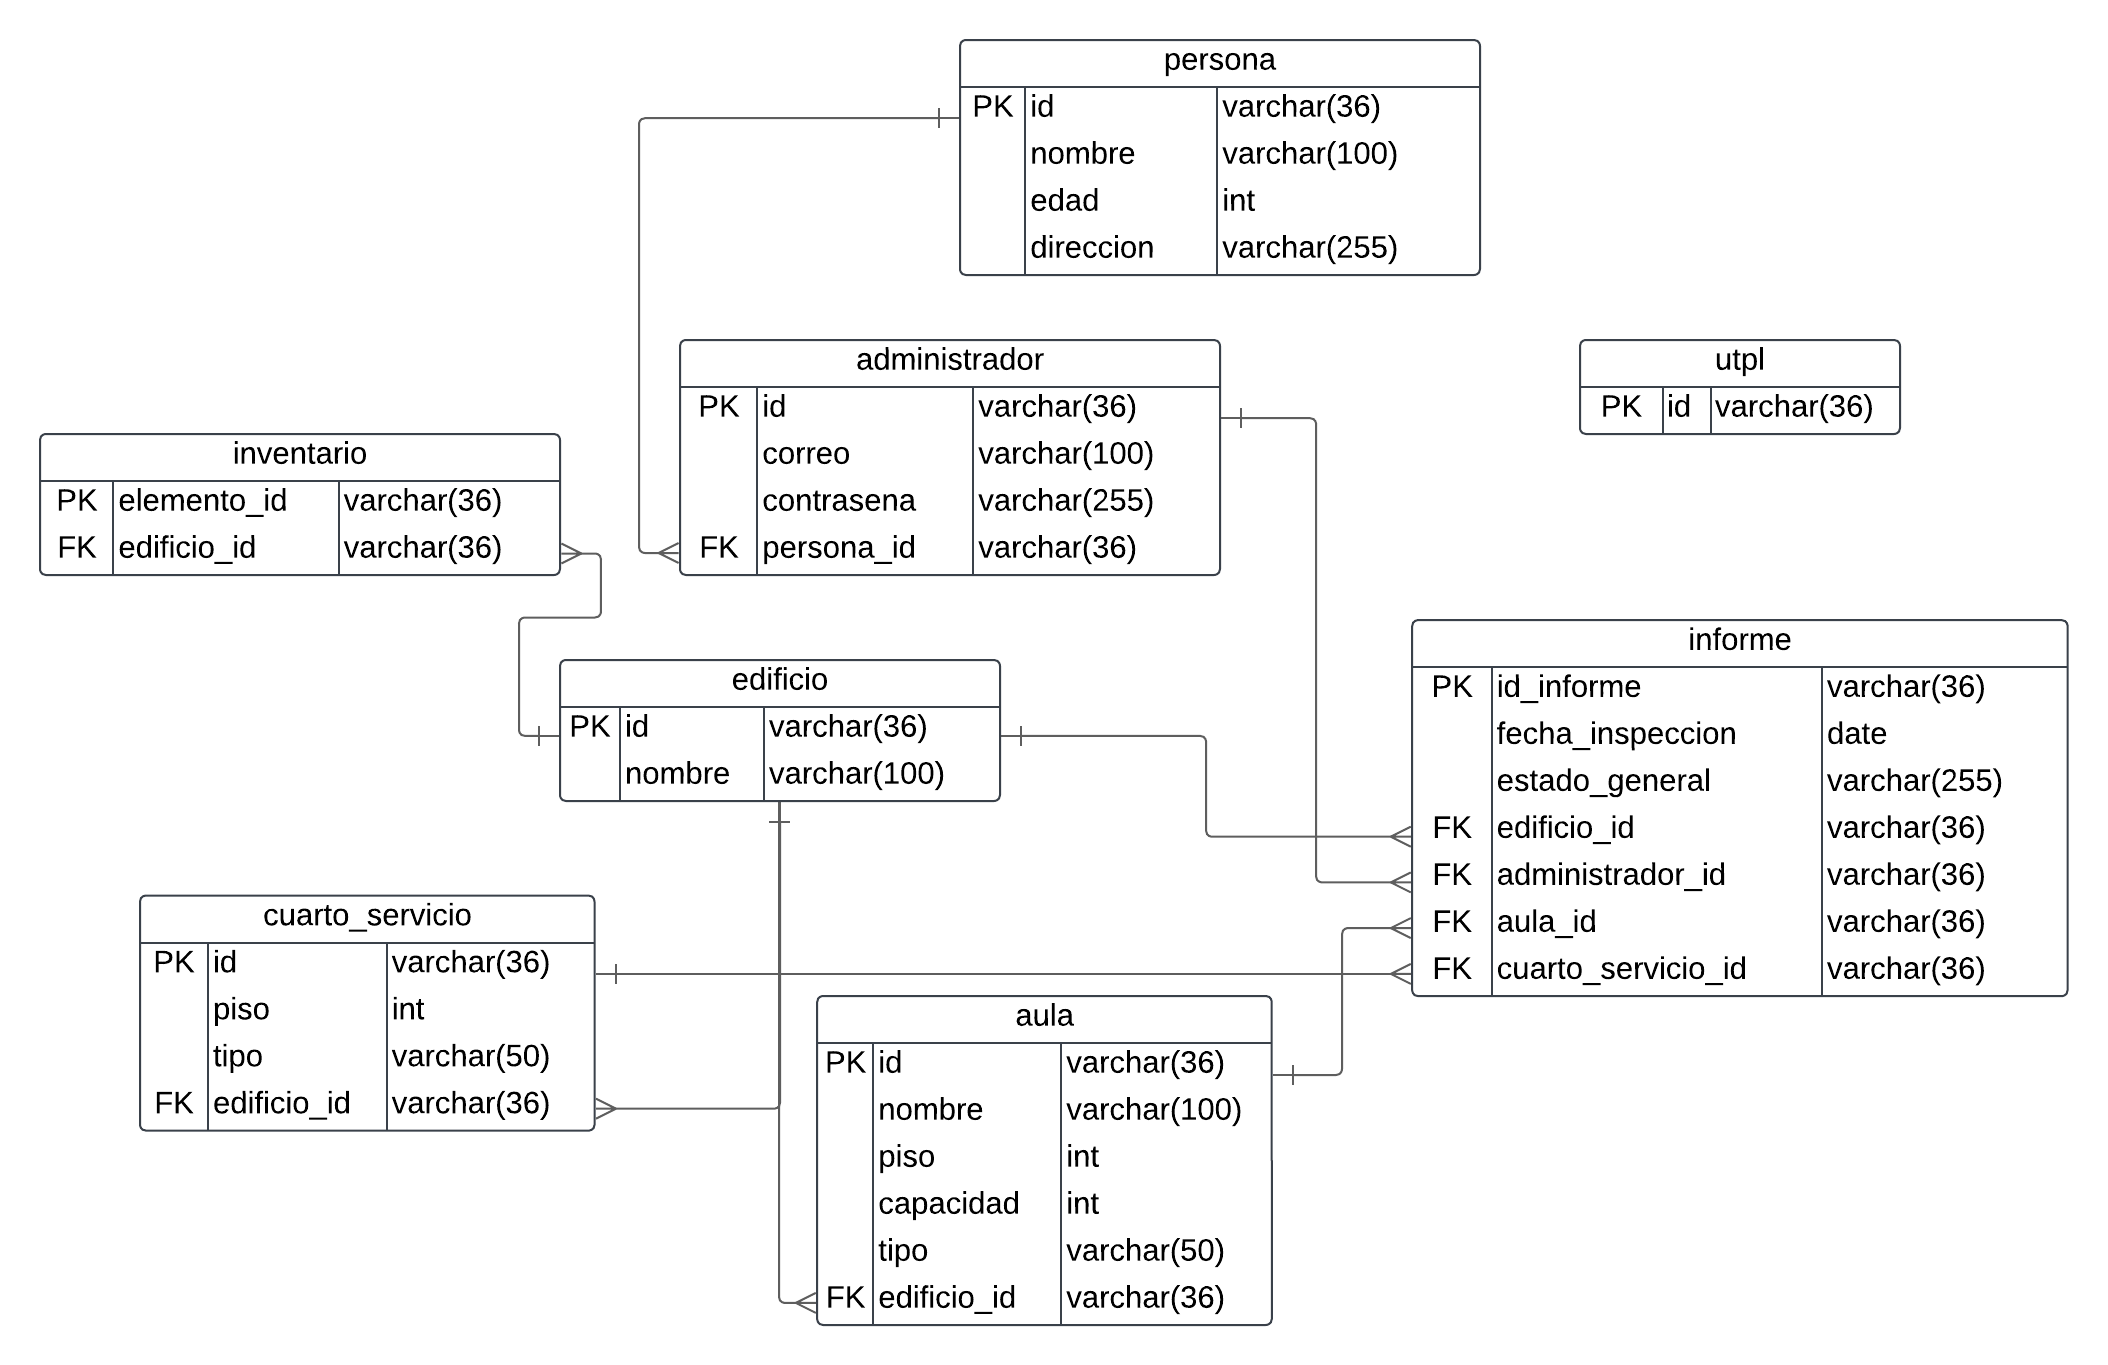 persona
PK id varchar(36)
nombre varchar(100)
edad int
direccion varchar(255)
administrador
PK id varchar(36)
correo varchar(100)
contrasena varchar(255)
FK persona_id varchar(36)
utpl
PK id varchar(36)
inventario
PK elemento_id varchar(36)
FK edificio_id varchar(36)
edificio
PK id varchar(36)
nombre varchar(100)
informe
PK id_informe varchar(36)
fecha_inspeccion date
estado_general varchar(255)
FK edificio_id varchar(36)
FK administrador_id varchar(36)
FK aula_id varchar(36)
FK cuarto_servicio_id varchar(36)
cuarto_servicio
PK id varchar(36)
piso int
tipo varchar(50)
FK edificio_id varchar(36)
aula
PK id varchar(36)
nombre varchar(100)
piso int
capacidad int
tipo varchar(50)
FK edificio_id varchar(36)